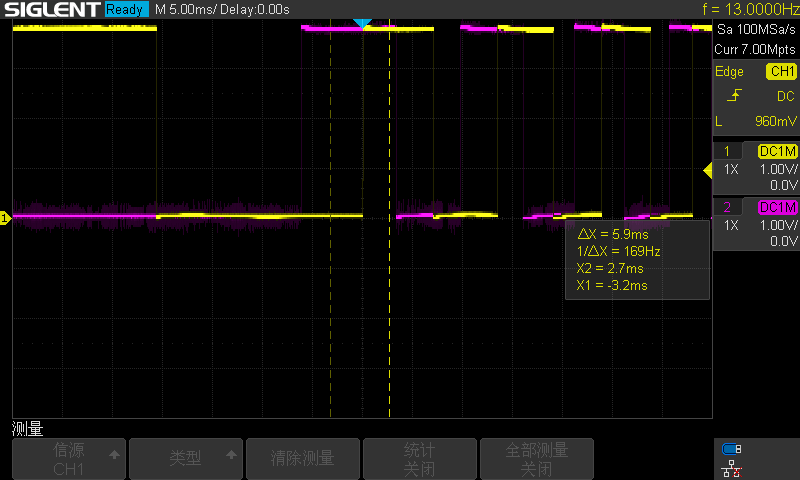 SIGLENT Ready M 5.00ms/ Delay:0.00s f = 13.0000Hz
Sa 100MSa/s
Curr 7.00Mpts
Edge CH1
DC
L 960mV
1 DC1M
1X 1.00V/
0.0V
2 DC1M
1X 1.00V/
0.0V
1
ΔX = 5.9ms
1/ΔX = 169Hz
X2 = 2.7ms
X1 = -3.2ms
测量
信源 类型 清除测量 统计 全部测量
CH1 关闭 关闭